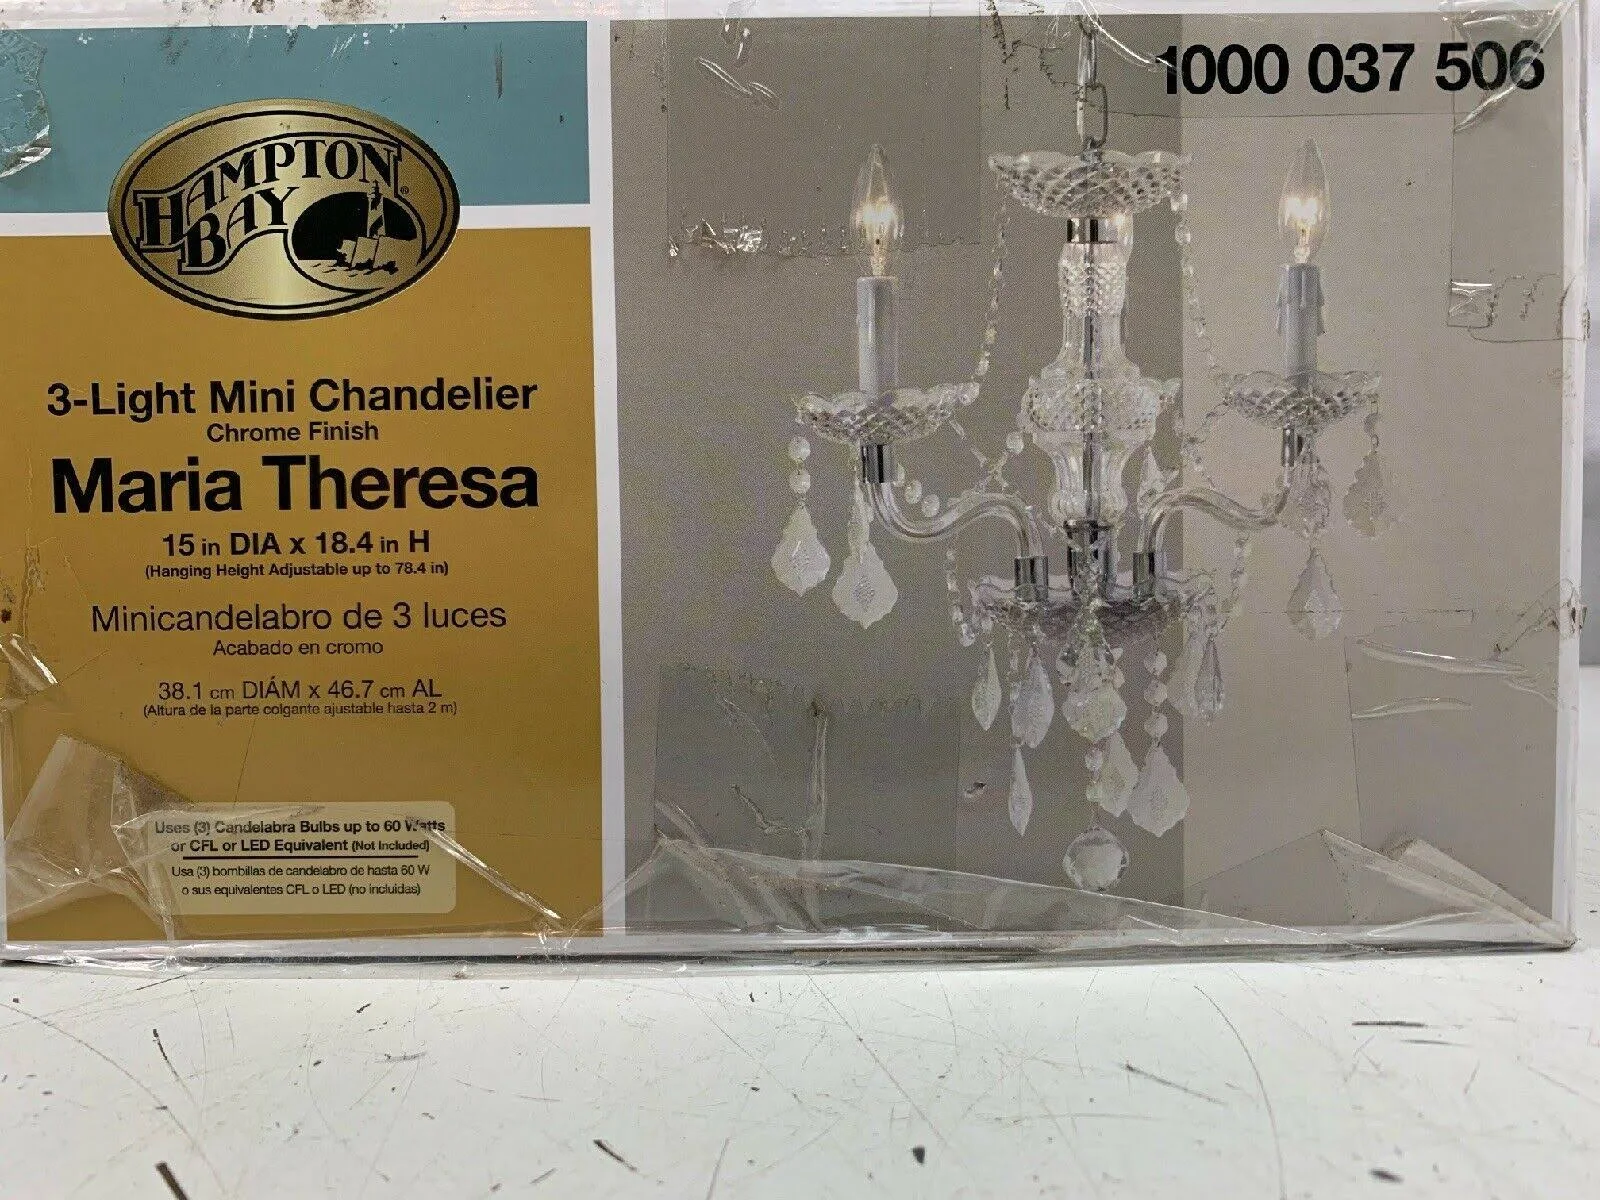 HAMPTON
BAY
®
3-Light Mini Chandelier
Chrome Finish
Maria Theresa
15 in DIA x 18.4 in H
(Hanging Height Adjustable up to 78.4 in)
Minicandelabro de 3 luces
Acabado en cromo
38.1 cm DIÁM x 46.7 cm AL
(Altura de la parte colgante ajustable hasta 2 m)
Uses (3) Candelabra Bulbs up to 60 Watts
or CFL or LED Equivalent (Not Included)
Usa (3) bombillas de candelabro de hasta 60 W
o sus equivalentes CFL o LED (no incluidas)
1000 037 506